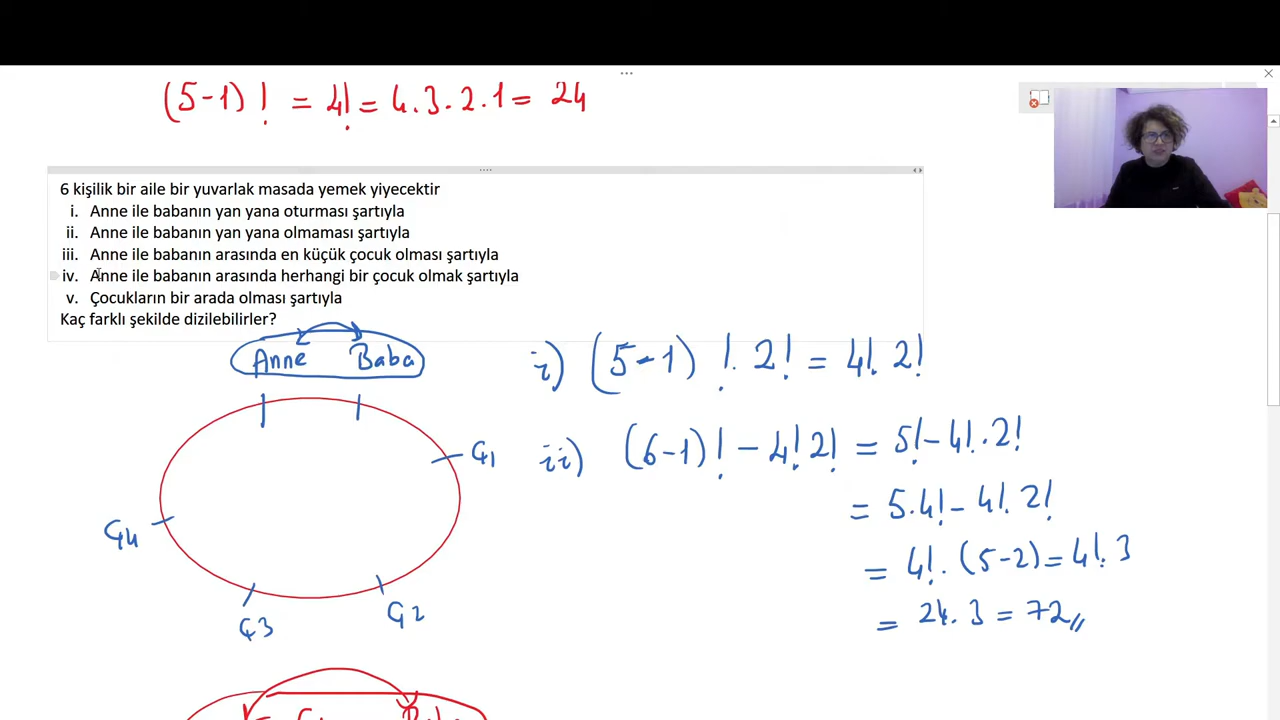 (5-1)! = 4! = 4.3.2.1 = 24
6 kişilik bir aile bir yuvarlak masada yemek yiyecektir
i. Anne ile babanın yan yana oturması şartıyla
ii. Anne ile babanın yan yana olmaması şartıyla
iii. Anne ile babanın arasında en küçük çocuk olması şartıyla
iv. Anne ile babanın arasında herhangi bir çocuk olmak şartıyla
v. Çocukların bir arada olması şartıyla
Kaç farklı şekilde dizilebilirler?
Anne Baba
i) (5-1)!. 2! = 4!. 2!
Ç1
ii) (6-1)! - 4! 2! = 5! - 4!. 2!
= 5.4! - 4!. 2!
Ç4
= 4!. (5-2) = 4!. 3
Ç3
Ç2
= 24. 3 = 72//